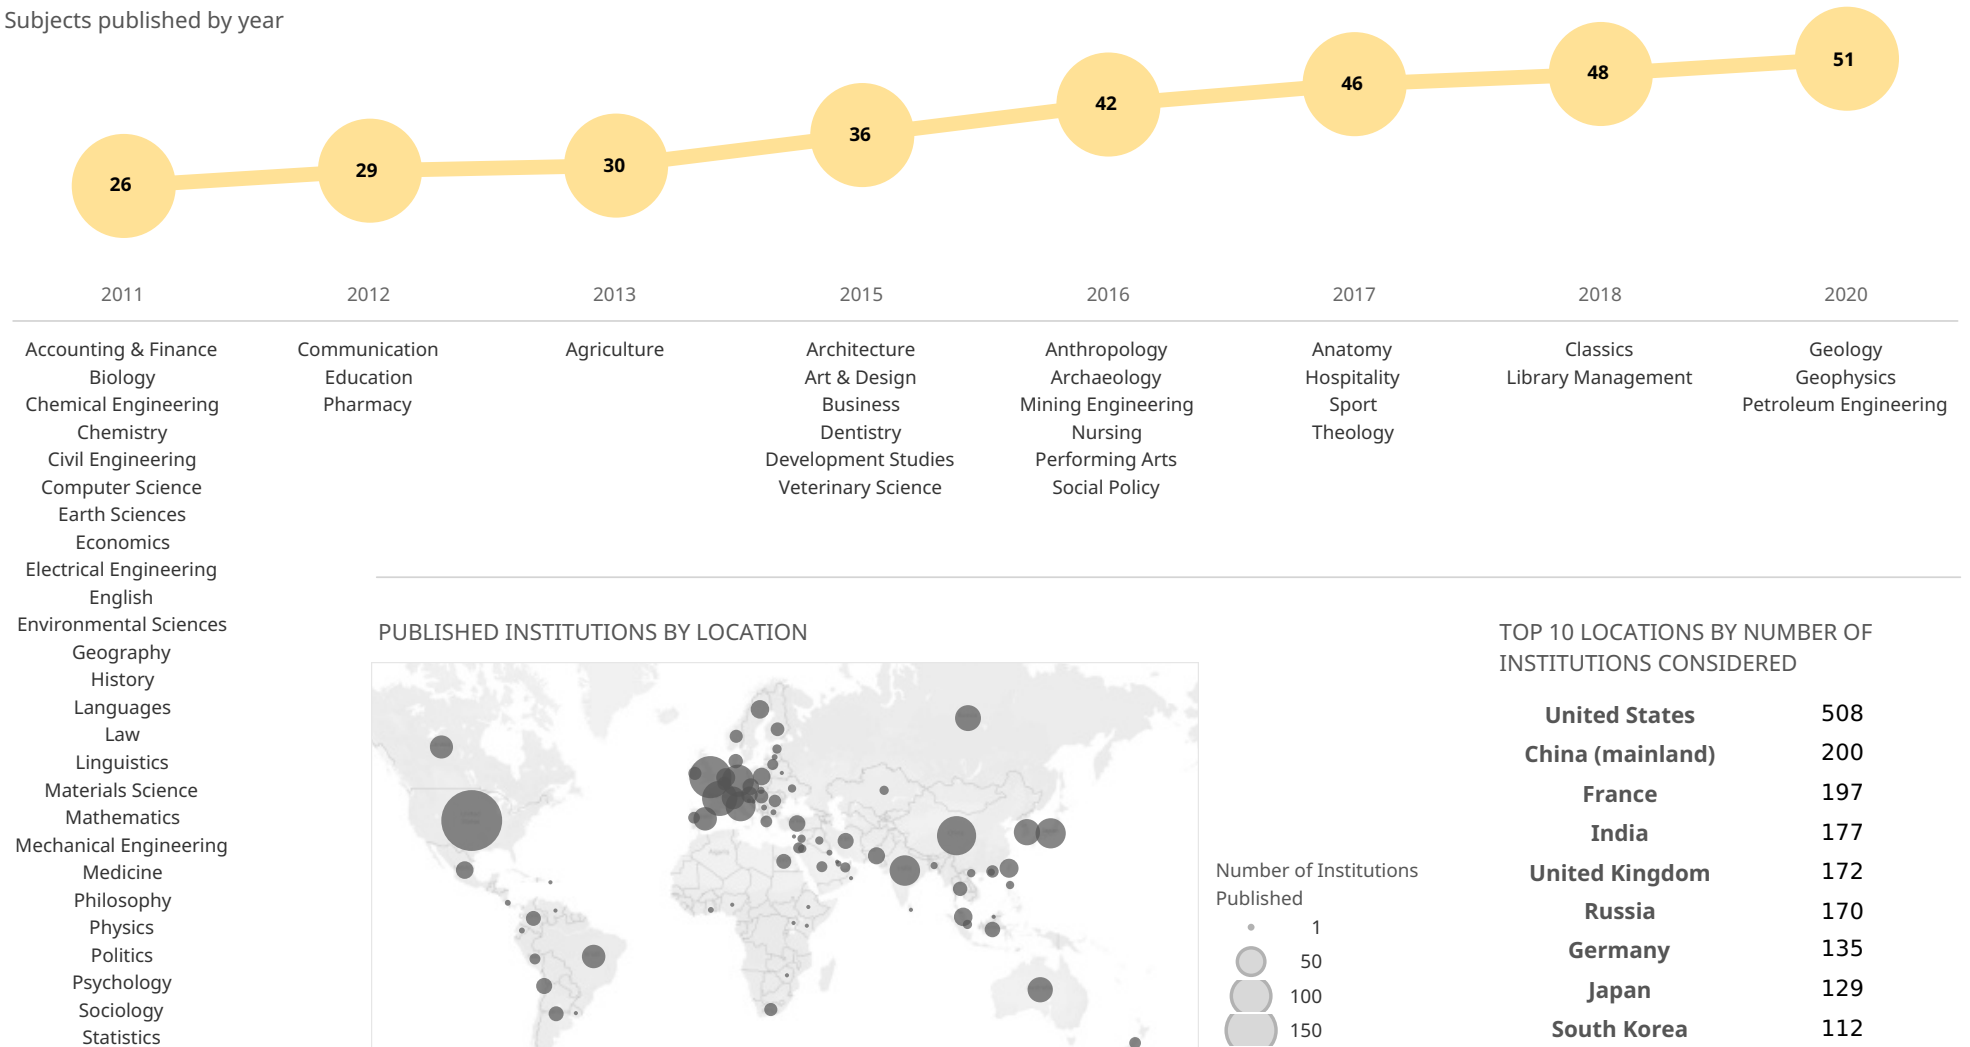 Subjects published by year
26
29
30
36
42
46
48
51
2011
2012
2013
2015
2016
2017
2018
2020
Accounting & Finance
Biology
Chemical Engineering
Chemistry
Civil Engineering
Computer Science
Earth Sciences
Economics
Electrical Engineering
English
Environmental Sciences
Geography
History
Languages
Law
Linguistics
Materials Science
Mathematics
Mechanical Engineering
Medicine
Philosophy
Physics
Politics
Psychology
Sociology
Statistics
Communication
Education
Pharmacy
Agriculture
Architecture
Art & Design
Business
Dentistry
Development Studies
Veterinary Science
Anthropology
Archaeology
Mining Engineering
Nursing
Performing Arts
Social Policy
Anatomy
Hospitality
Sport
Theology
Classics
Library Management
Geology
Geophysics
Petroleum Engineering
PUBLISHED INSTITUTIONS BY LOCATION
Number of Institutions
Published
1
50
100
150
TOP 10 LOCATIONS BY NUMBER OF
INSTITUTIONS CONSIDERED
United States 508
China (mainland) 200
France 197
India 177
United Kingdom 172
Russia 170
Germany 135
Japan 129
South Korea 112